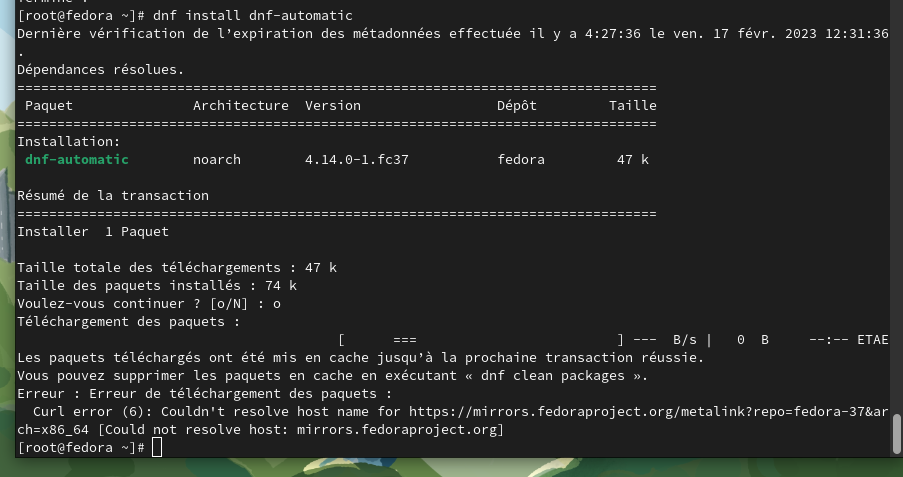 [root@fedora ~]# dnf install dnf-automatic
Dernière vérification de l’expiration des métadonnées effectuée il y a 4:27:36 le ven. 17 févr. 2023 12:31:36
.
Dépendances résolues.
================================================================================
Paquet Architecture Version Dépôt Taille
================================================================================
Installation:
dnf-automatic noarch 4.14.0-1.fc37 fedora 47 k
Résumé de la transaction
================================================================================
Installer 1 Paquet
Taille totale des téléchargements : 47 k
Taille des paquets installés : 74 k
Voulez-vous continuer ? [o/N] : o
Téléchargement des paquets :
[ === ] --- B/s | 0 B --:-- ETAE
Les paquets téléchargés ont été mis en cache jusqu’à la prochaine transaction réussie.
Vous pouvez supprimer les paquets en cache en exécutant « dnf clean packages ».
Erreur : Erreur de téléchargement des paquets :
Curl error (6): Couldn't resolve host name for https://mirrors.fedoraproject.org/metalink?repo=fedora-37&ar
ch=x86_64 [Could not resolve host: mirrors.fedoraproject.org]
[root@fedora ~]#